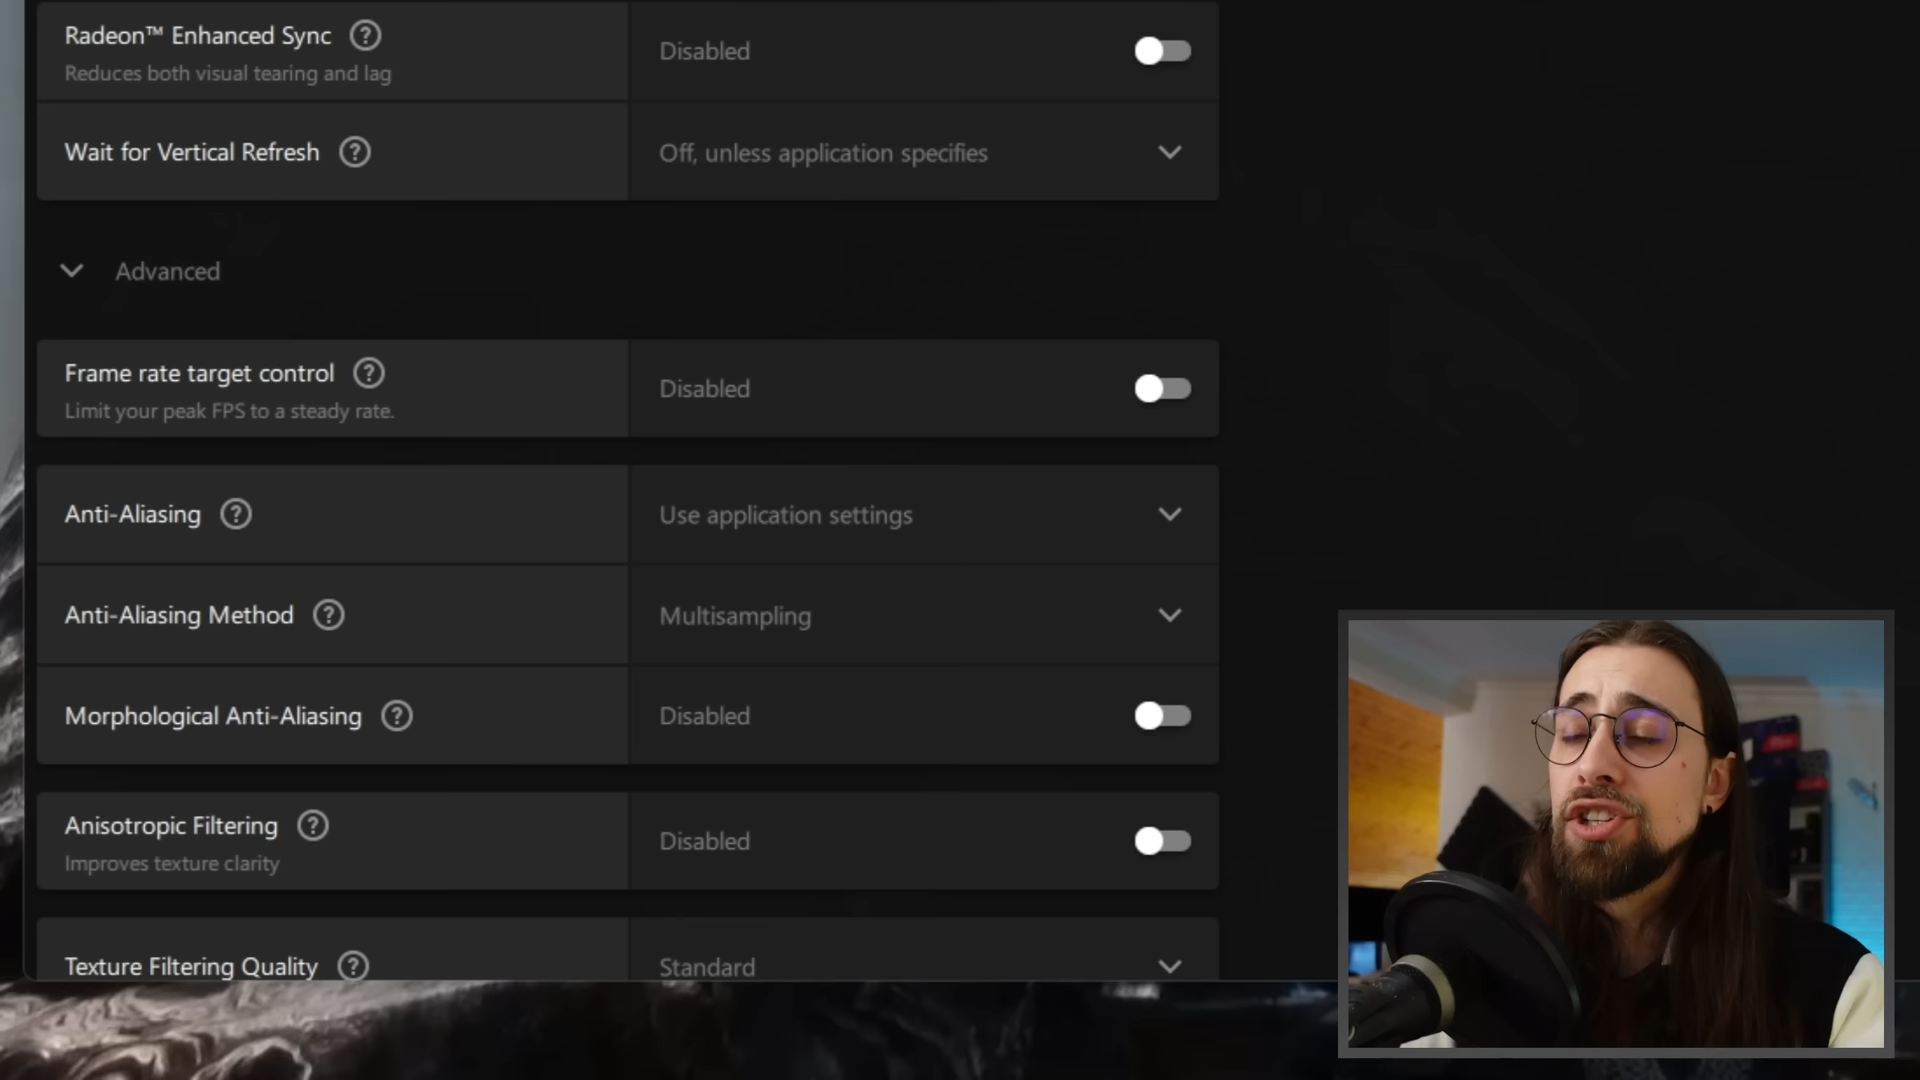 Radeon™ Enhanced Sync
Disabled
Reduces both visual tearing and lag
Wait for Vertical Refresh
Off, unless application specifies
Advanced
Frame rate target control
Disabled
Limit your peak FPS to a steady rate.
Anti-Aliasing
Use application settings
Anti-Aliasing Method
Multisampling
Morphological Anti-Aliasing
Disabled
Anisotropic Filtering
Disabled
Improves texture clarity
Texture Filtering Quality
Standard